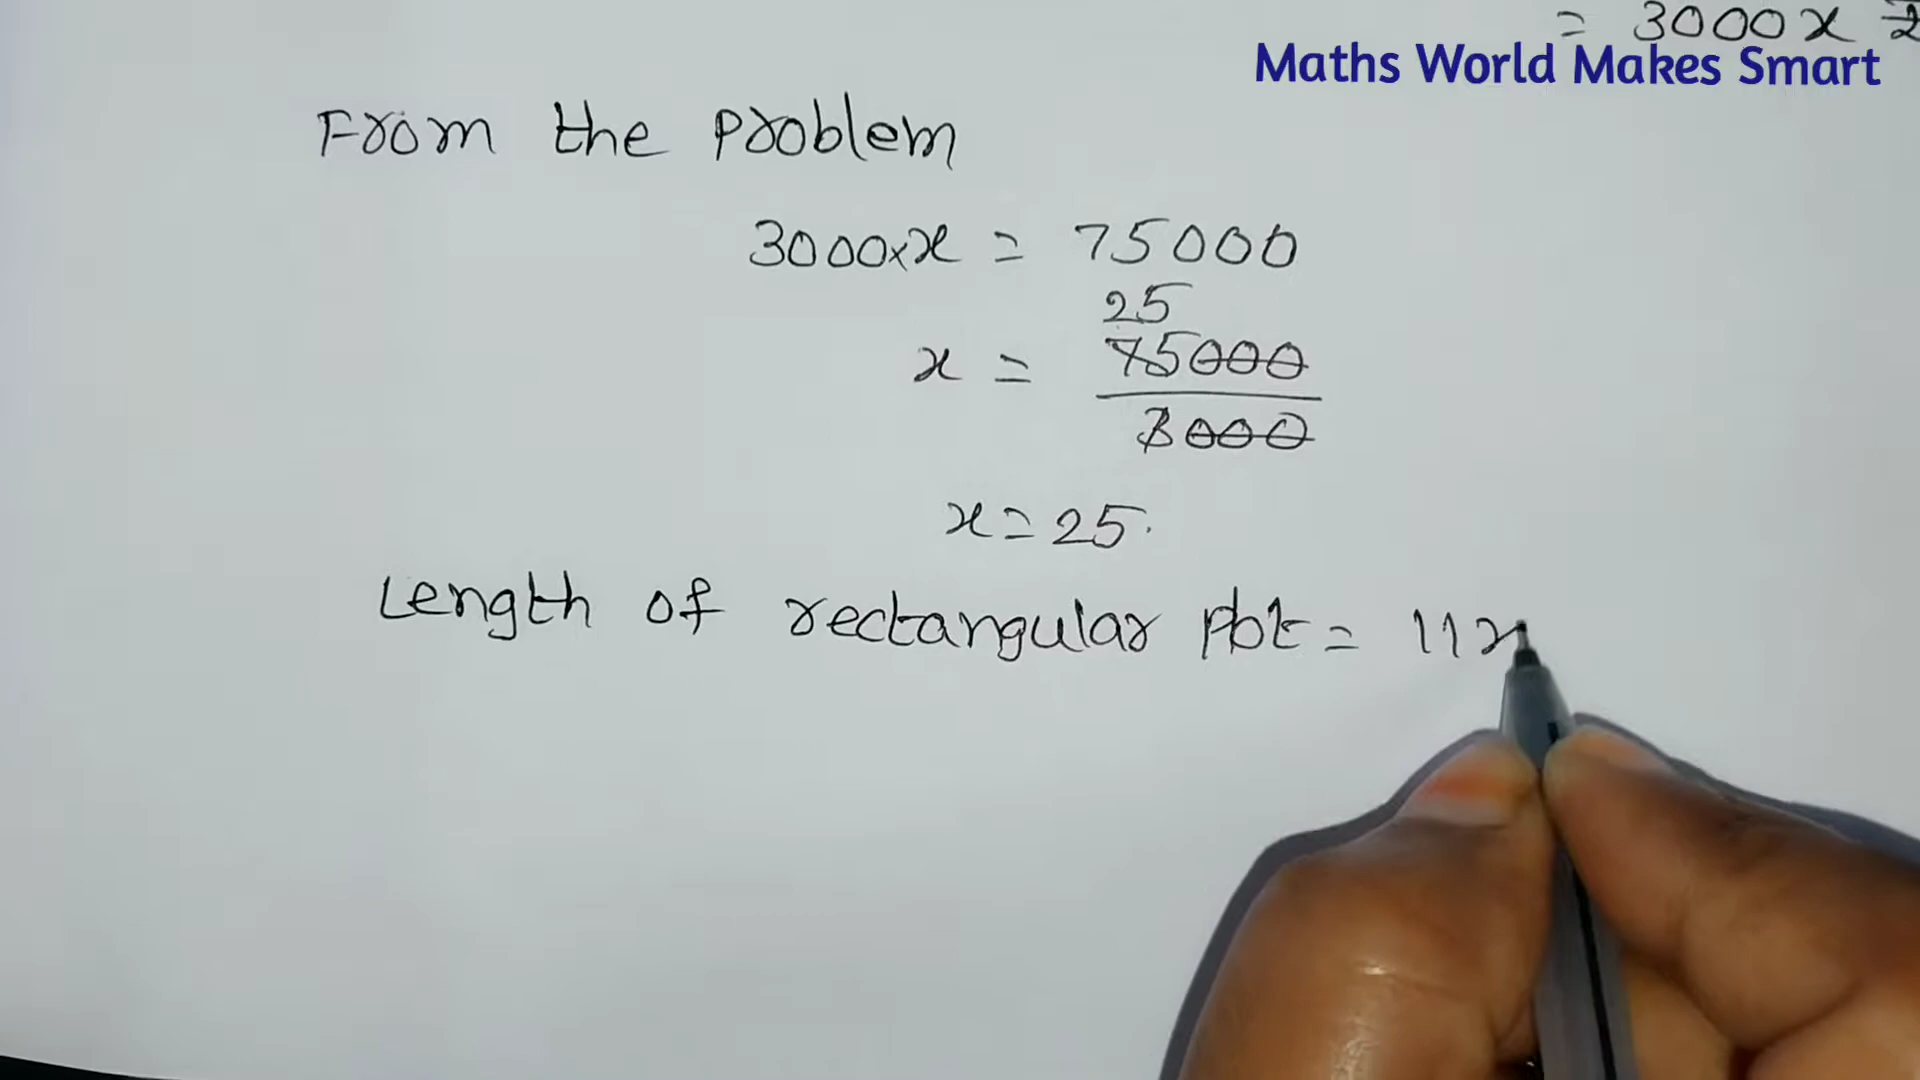 = 3000x
Maths World Makes Smart
From the problem
3000×x = 75000
25
x = 75000
3000
x = 25.
Length of rectangular plot = 11x